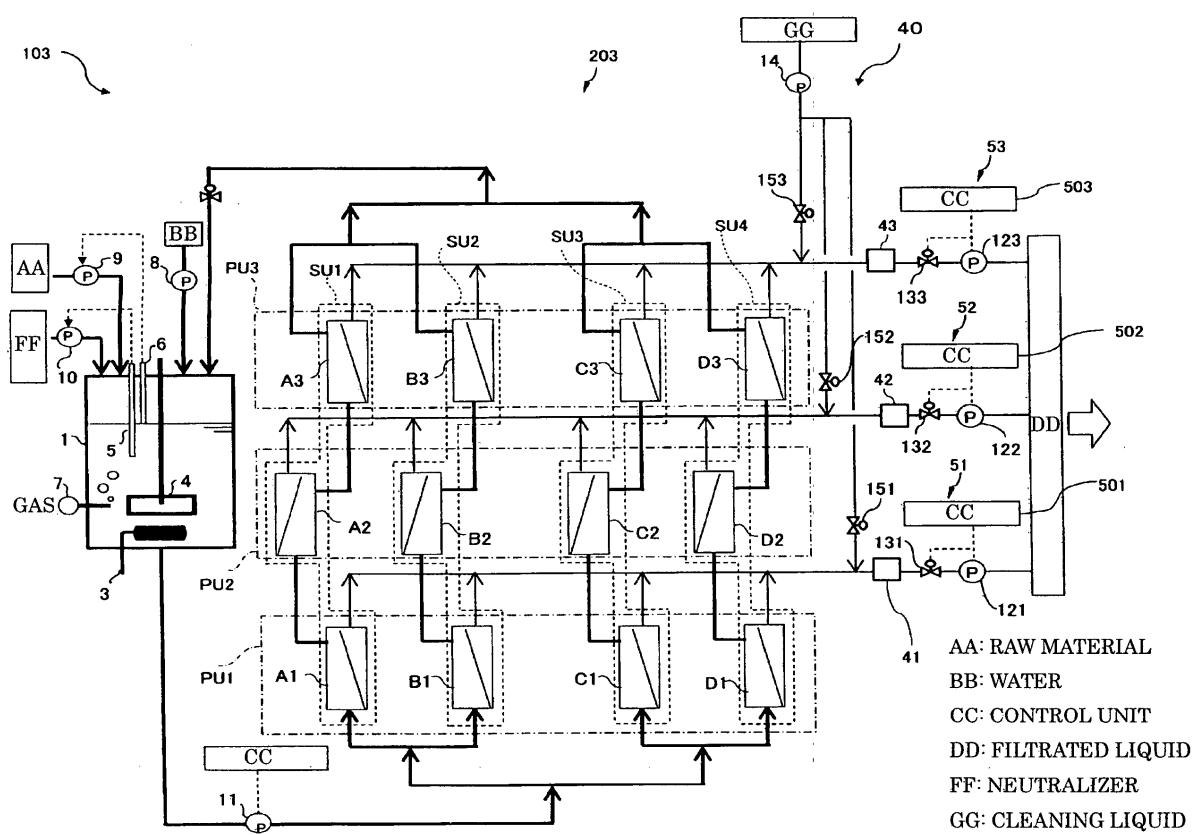 GG
103
203
40
14
P
53
CC
503
153
43
BB
AA
9
P
8
P
SU1
SU2
SU3
SU4
PU3
123
P
133
52
CC
502
FF
P
10
6
A3
B3
C3
D3
152
42
132
P
122
DD
1
5
4
7
GAS
A2
B2
C2
D2
51
CC
501
151
131
P
121
3
PU2
41
PU1
A1
B1
C1
D1
CC
11
P
AA: RAW MATERIAL
BB: WATER
CC: CONTROL UNIT
DD: FILTRATED LIQUID
FF: NEUTRALIZER
GG: CLEANING LIQUID